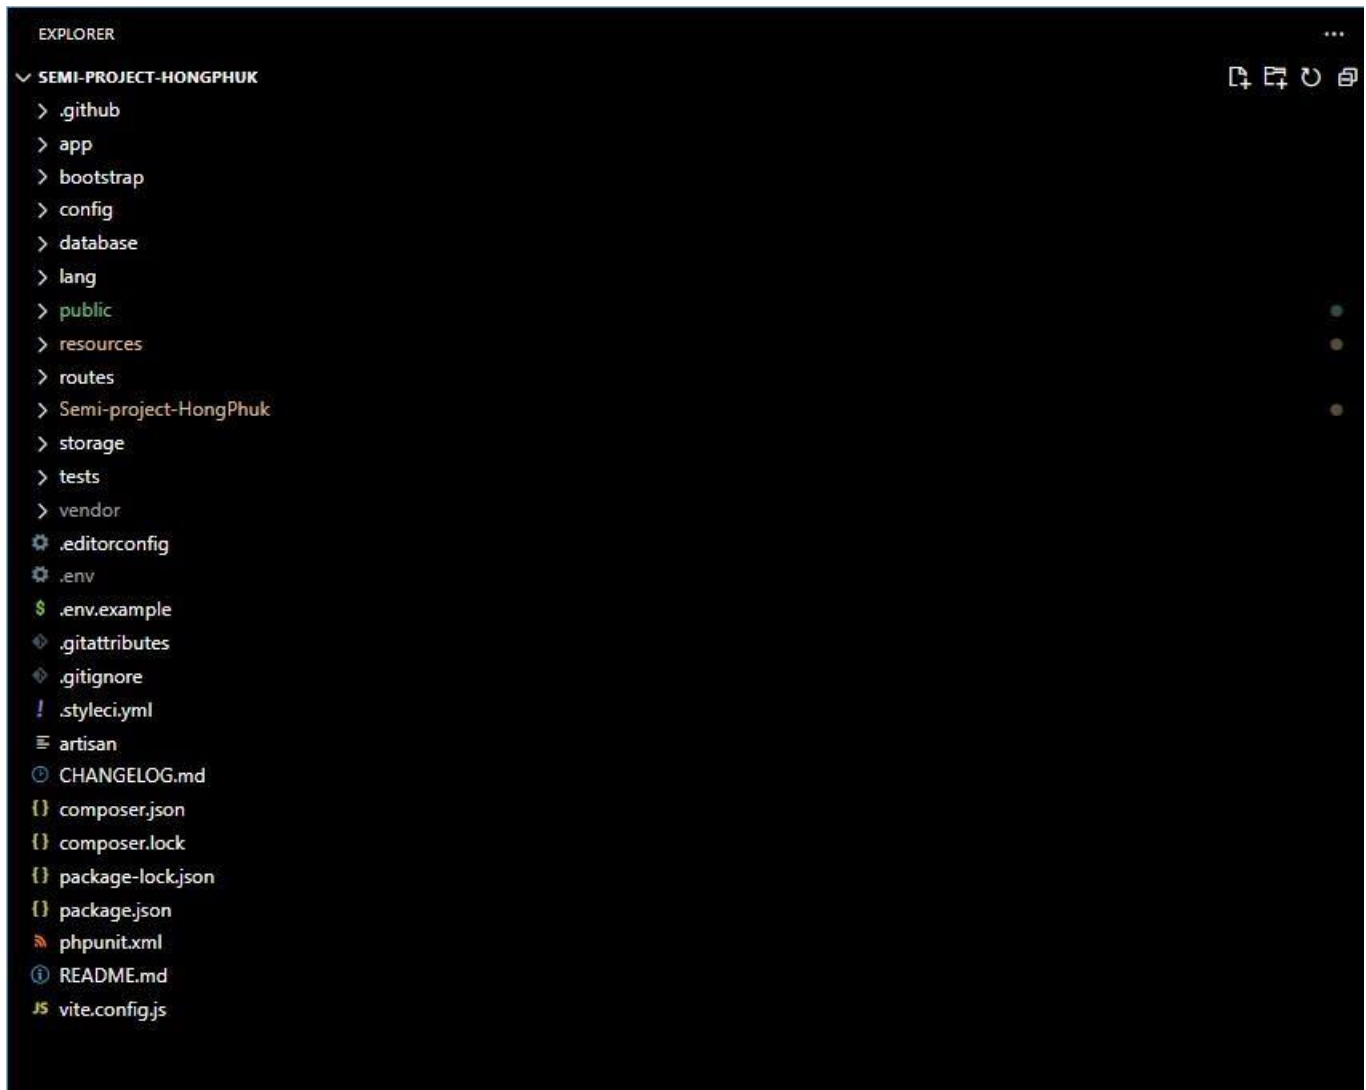 EXPLORER
SEMI-PROJECT-HONGPHUK
.github
app
bootstrap
config
database
lang
public
resources
routes
Semi-project-HongPhuk
storage
tests
vendor
.editorconfig
.env
$ .env.example
.gitattributes
.gitignore
! .styleci.yml
artisan
CHANGELOG.md
{} composer.json
{} composer.lock
{} package-lock.json
{} package.json
phpunit.xml
README.md
JS vite.config.js